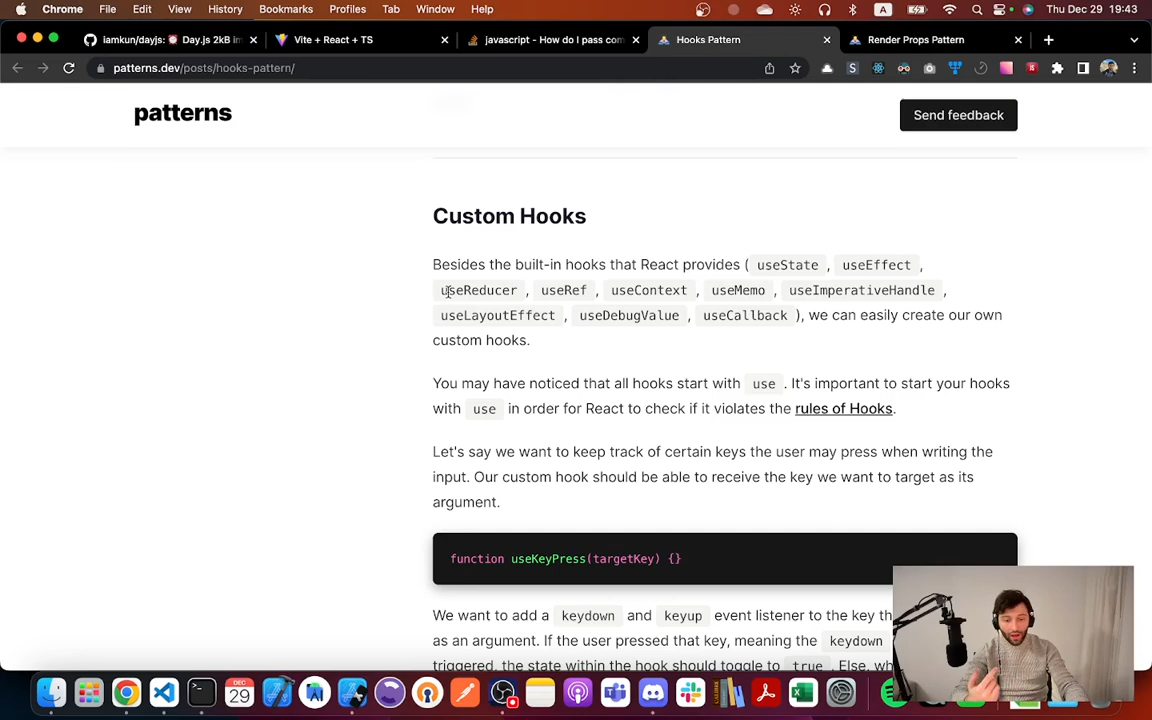 Chrome File Edit View History Bookmarks Profiles Tab Window Help A Thu Dec 29 19:43
iamkun/dayjs: ⏰ Day.js 2kB im Vite + React + TS javascript - How do I pass com Hooks Pattern Render Props Pattern
patterns.dev/posts/hooks-pattern/
patterns
Send feedback
Custom Hooks
Besides the built-in hooks that React provides ( useState , useEffect ,
useReducer , useRef , useContext , useMemo , useImperativeHandle ,
useLayoutEffect , useDebugValue , useCallback ), we can easily create our own
custom hooks.
You may have noticed that all hooks start with use . It's important to start your hooks
with use in order for React to check if it violates the rules of Hooks.
Let's say we want to keep track of certain keys the user may press when writing the
input. Our custom hook should be able to receive the key we want to target as its
argument.
function useKeyPress(targetKey) {}
We want to add a keydown and keyup event listener to the key th
as an argument. If the user pressed that key, meaning the keydown
triggered, the state within the hook should toggle to true . Else, wh
DEC
29